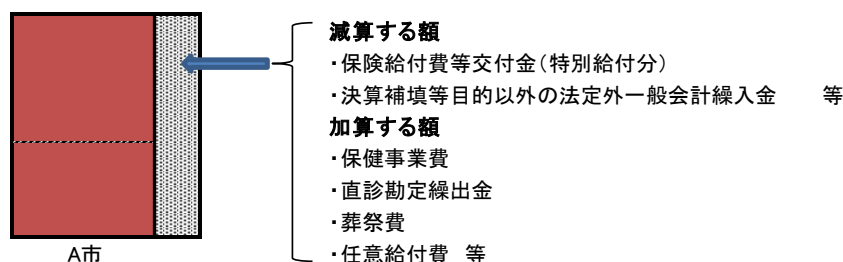 減算する額
・保険給付費等交付金(特別給付分)
・決算補填等目的以外の法定外一般会計繰入金　　等
加算する額
・保健事業費
・直診勘定繰出金
・葬祭費
・任意給付費　等
A市